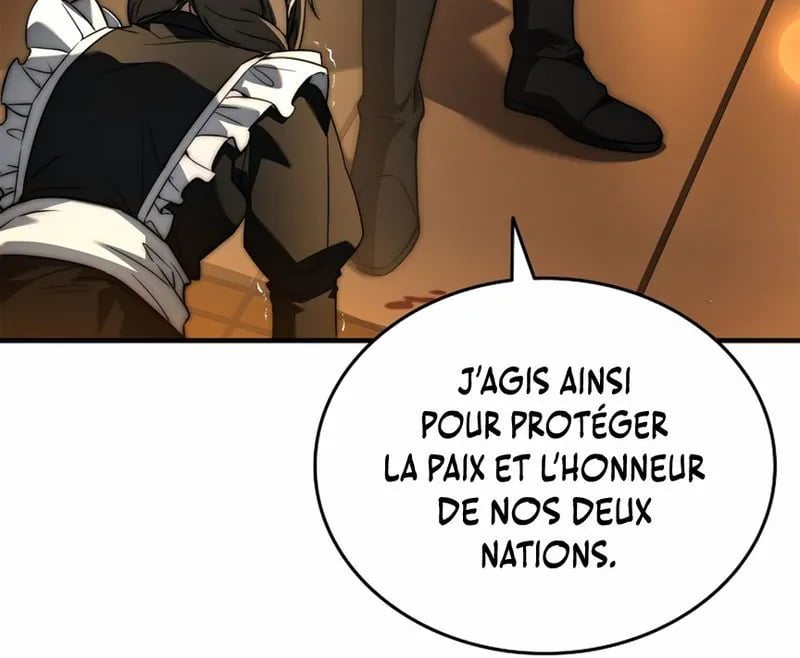 J'AGIS AINSI
POUR PROTÉGER
LA PAIX ET L'HONNEUR
DE NOS DEUX
NATIONS.